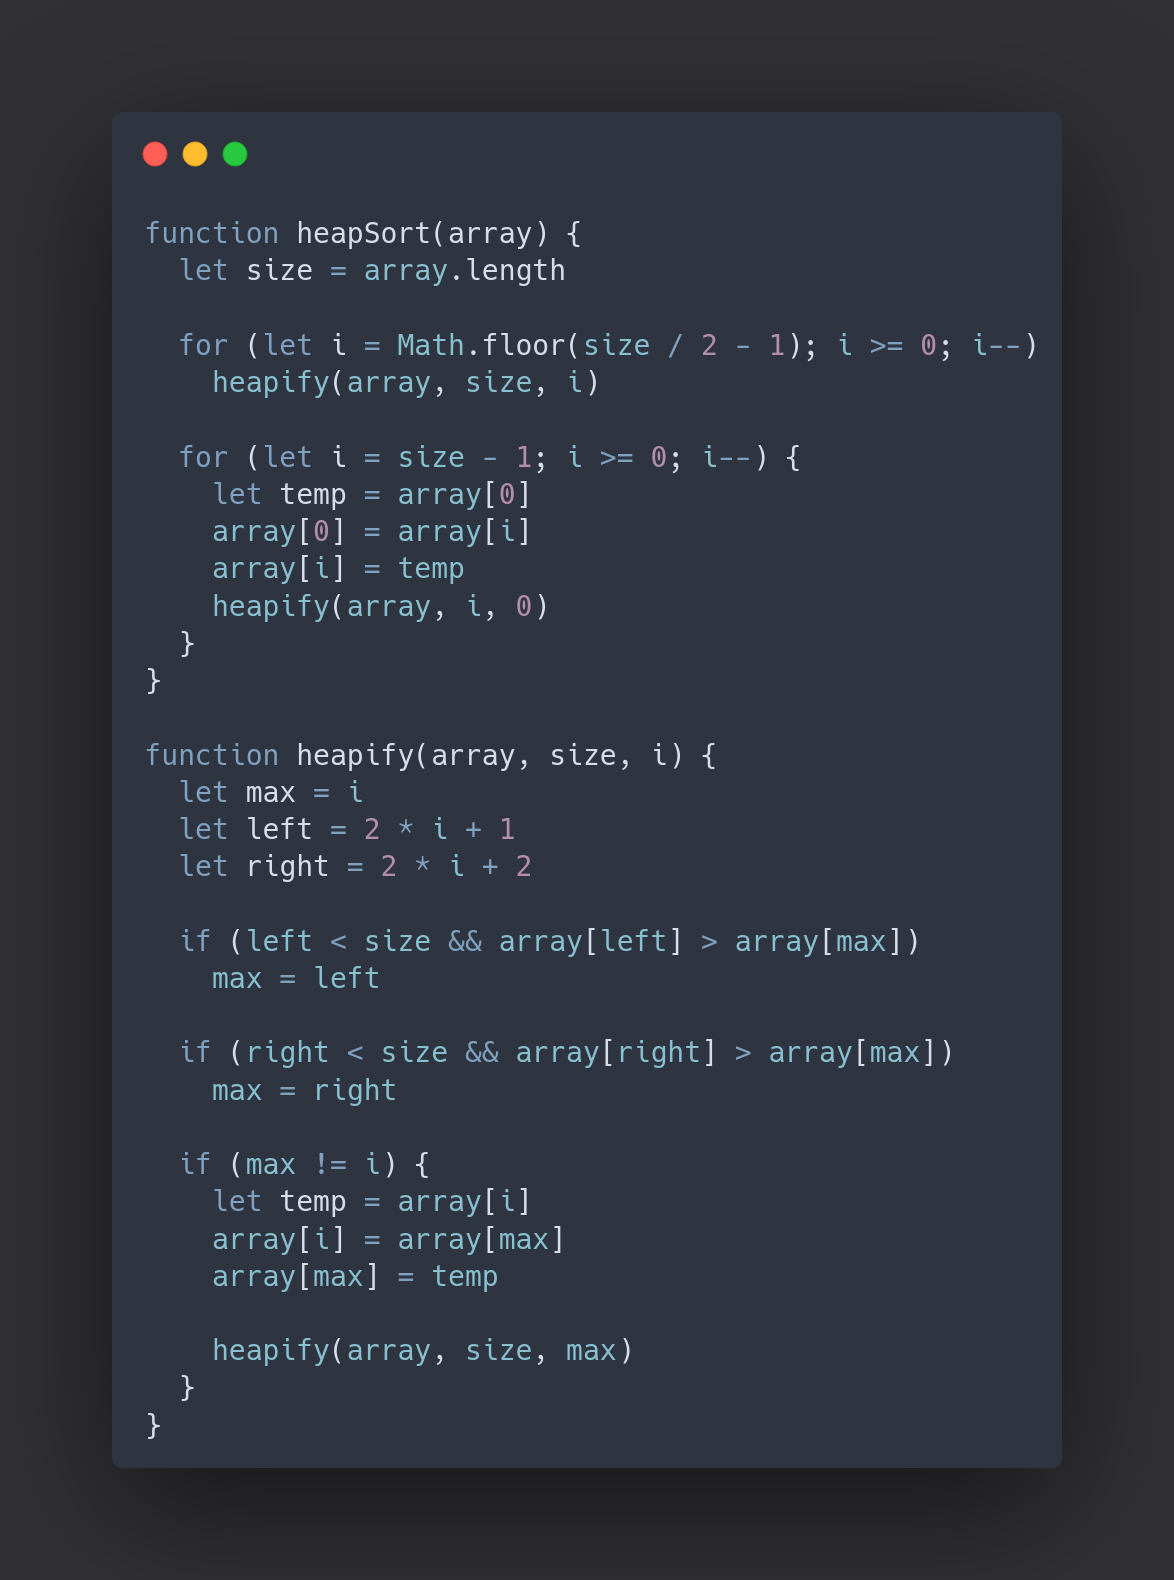 function heapSort(array) {
  let size = array.length

  for (let i = Math.floor(size / 2 - 1); i >= 0; i--)
    heapify(array, size, i)

  for (let i = size - 1; i >= 0; i--) {
    let temp = array[0]
    array[0] = array[i]
    array[i] = temp
    heapify(array, i, 0)
  }
}

function heapify(array, size, i) {
  let max = i
  let left = 2 * i + 1
  let right = 2 * i + 2

  if (left < size && array[left] > array[max])
    max = left

  if (right < size && array[right] > array[max])
    max = right

  if (max != i) {
    let temp = array[i]
    array[i] = array[max]
    array[max] = temp

    heapify(array, size, max)
  }
}